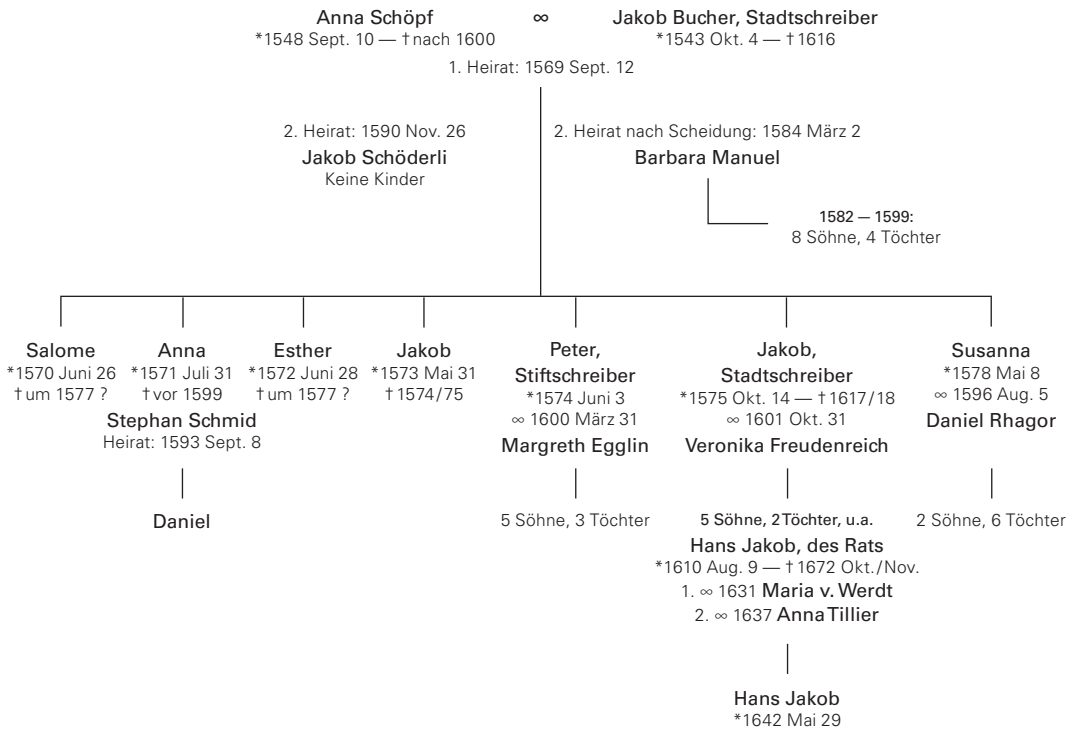 Anna Schöpf ∞ Jakob Bucher, Stadtschreiber
*1548 Sept. 10 — † nach 1600 *1543 Okt. 4 — † 1616
1. Heirat: 1569 Sept. 12
2. Heirat: 1590 Nov. 26
Jakob Schöderli
Keine Kinder
2. Heirat nach Scheidung: 1584 März 2
Barbara Manuel
1582 — 1599:
8 Söhne, 4 Töchter
Salome
*1570 Juni 26
† um 1577 ?
Anna
*1571 Juli 31
† vor 1599
Stephan Schmid
Heirat: 1593 Sept. 8
Daniel
Esther
*1572 Juni 28
† um 1577 ?
Jakob
*1573 Mai 31
† 1574/75
Peter,
Stiftschreiber
*1574 Juni 3
∞ 1600 März 31
Margreth Egglin
5 Söhne, 3 Töchter
Jakob,
Stadtschreiber
*1575 Okt. 14 — † 1617/18
∞ 1601 Okt. 31
Veronika Freudenreich
5 Söhne, 2 Töchter, u.a.
Hans Jakob, des Rats
*1610 Aug. 9 — † 1672 Okt./Nov.
1. ∞ 1631 Maria v. Werdt
2. ∞ 1637 Anna Tillier
Hans Jakob
*1642 Mai 29
Susanna
*1578 Mai 8
∞ 1596 Aug. 5
Daniel Rhagor
2 Söhne, 6 Töchter